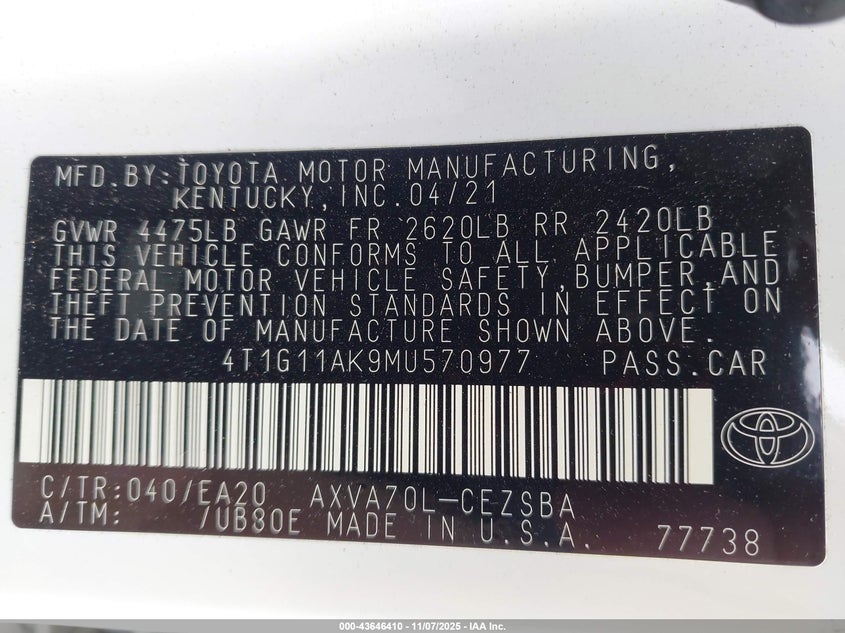 MFD.BY:TOYOTA MOTOR MANUFACTURING,
KENTUCKY,INC.04/21
GVWR 4475LB GAWR FR 2620LB RR 2420LB
THIS VEHICLE CONFORMS TO ALL APPLICABLE
FEDERAL MOTOR VEHICLE SAFETY,BUMPER,AND
THEFT PREVENTION STANDARDS IN EFFECT ON
THE DATE OF MANUFACTURE SHOWN ABOVE.
4T1G11AK9MU570977 PASS.CAR
C/TR:040/EA20 AXVA70L-CEZSBA
A/TM: /UB80E MADE IN U.S.A. 77738
000-43646410 - 11/07/2025 - IAA Inc.